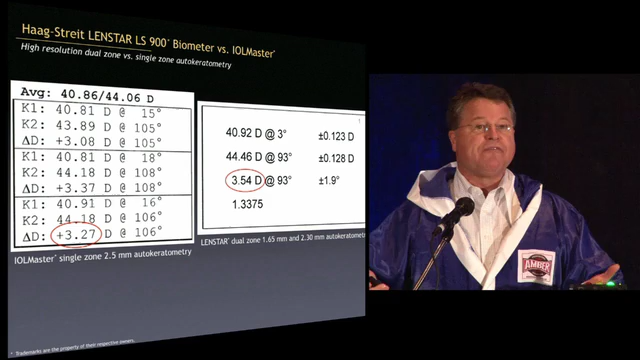 Haag-Streit LENSTAR LS 900® Biometer vs. IOLMaster®
High resolution dual zone vs. single zone autokeratometry
Avg: 40.86/44.06 D
K1: 40.81 D @ 15°
K2: 43.89 D @ 105°
ΔD: +3.08 D @ 105°
K1: 40.81 D @ 18°
K2: 44.18 D @ 108°
ΔD: +3.37 D @ 108°
K1: 40.91 D @ 16°
K2: 44.18 D @ 106°
ΔD: +3.27 D @ 106°
IOLMaster® single zone 2.5 mm autokeratometry
40.92 D @ 3° ±0.123 D
44.46 D @ 93° ±0.128 D
3.54 D @ 93° ±1.9°
1.3375
LENSTAR® dual zone 1.65 mm and 2.30 mm autokeratometry
* Trademarks are the property of their respective owners.
AMBER